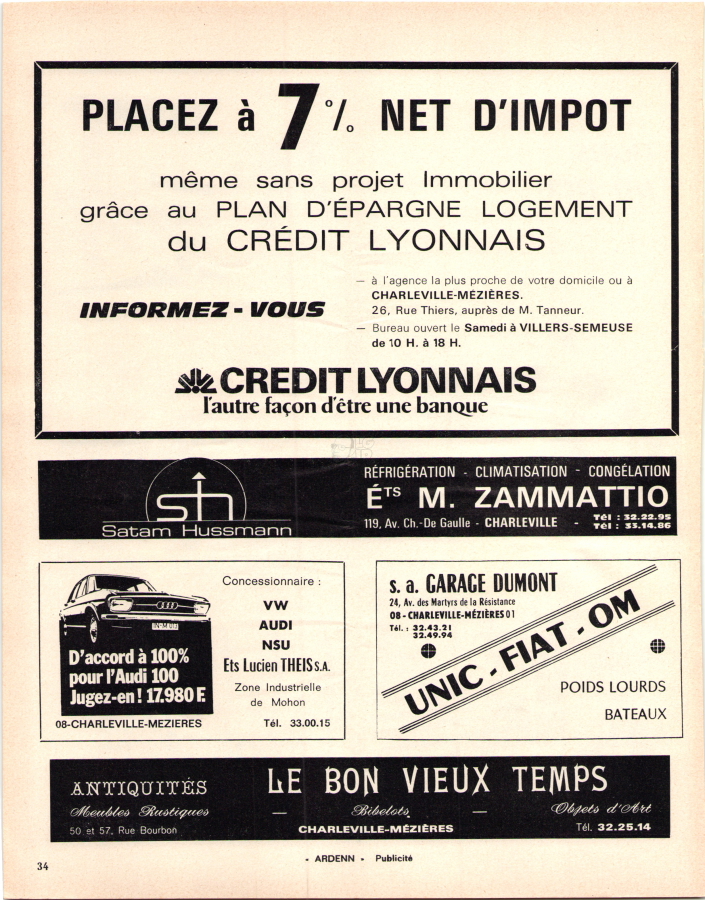 PLACEZ à 7% NET D'IMPOT
même sans projet Immobilier
grâce au PLAN D'ÉPARGNE LOGEMENT
du CRÉDIT LYONNAIS
INFORMEZ - VOUS
— à l'agence la plus proche de votre domicile ou à
CHARLEVILLE-MÉZIÈRES.
26, Rue Thiers, auprès de M. Tanneur.
— Bureau ouvert le Samedi à VILLERS-SEMEUSE
de 10 H. à 18 H.
CREDIT LYONNAIS
l'autre façon d'être une banque
sh
Satam Hussmann
RÉFRIGÉRATION - CLIMATISATION - CONGÉLATION
ÉTS M. ZAMMATTIO
119, Av. Ch.-De Gaulle - CHARLEVILLE - Tél : 32.22.95
Tél : 33.14.86
D'accord à 100%
pour l'Audi 100
Jugez-en ! 17.980 F.
08-CHARLEVILLE-MEZIERES
Concessionnaire :
VW
AUDI
NSU
Ets Lucien THEIS S.A.
Zone Industrielle
de Mohon
Tél. 33.00.15
s. a. GARAGE DUMONT
24, Av. des Martyrs de la Résistance
08 - CHARLEVILLE-MÉZIÈRES 01
Tél. : 32.43.21
32.49.94
UNIC - FIAT - OM
POIDS LOURDS
BATEAUX
ANTIQUITÉS
LE BON VIEUX TEMPS
Meubles Rustiques — Bibelots — Objets d'Art
50 et 57, Rue Bourbon
CHARLEVILLE-MÉZIÈRES
Tél. 32.25.14
- ARDENN - Publicité
34